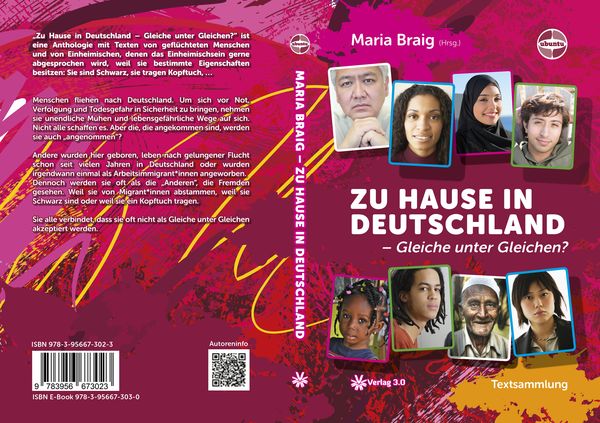 „Zu Hause in Deutschland – Gleiche unter Gleichen?" ist
eine Anthologie mit Texten von geflüchteten Menschen
und von Einheimischen, denen das Einheimischsein gerne
abgesprochen wird, weil sie bestimmte Eigenschaften
besitzen: Sie sind Schwarz, sie tragen Kopftuch, ...
Menschen fliehen nach Deutschland. Um sich vor Not,
Verfolgung und Todesgefahr in Sicherheit zu bringen, nehmen
sie unendliche Mühen und lebensgefährliche Wege auf sich.
Nicht alle schaffen es. Aber die, die angekommen sind, werden
sie auch „angenommen"?
Andere wurden hier geboren, leben nach gelungener Flucht
schon seit vielen Jahren in Deutschland oder wurden
irgendwann einmal als Arbeitsimmigrant*innen angeworben.
Dennoch werden sie oft als die „Anderen", die Fremden
gesehen. Weil sie von Migrant*innen abstammen, weil sie
Schwarz sind oder weil sie ein Kopftuch tragen.
Sie alle verbindet, dass sie oft nicht als Gleiche unter Gleichen
akzeptiert werden.
ISBN 978-3-95667-302-3
9 783956 673023
ISBN E-Book 978-3-95667-303-0
Autoreninfo
ubuntu
MARIA BRAIG – ZU HAUSE IN DEUTSCHLAND
Maria Braig (Hrsg.)
ubuntu
ZU HAUSE IN
DEUTSCHLAND
– Gleiche unter Gleichen?
Verlag 3.0
Textsammlung